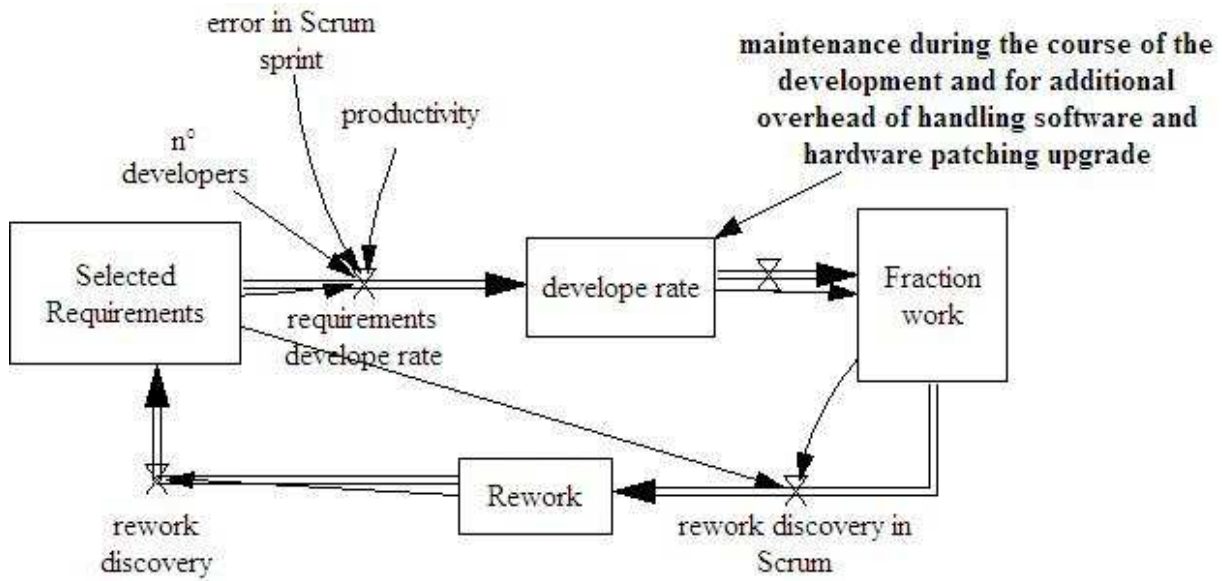 error in Scrum
sprint
productivity
n°
developers
maintenance during the course of the
development and for additional
overhead of handling software and
hardware patching upgrade
Selected
Requirements
requirements
develope rate
develope rate
Fraction
work
rework
discovery
Rework
rework discovery in
Scrum